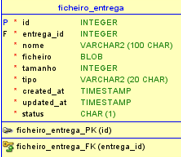 ficheiro_entrega
P * id INTEGER
F * entrega_id INTEGER
* nome VARCHAR2 (100 CHAR)
* ficheiro BLOB
* tamanho INTEGER
* tipo VARCHAR2 (20 CHAR)
* created_at TIMESTAMP
* updated_at TIMESTAMP
* status CHAR (1)
ficheiro_entrega_PK (id)
ficheiro_entrega_FK (entrega_id)